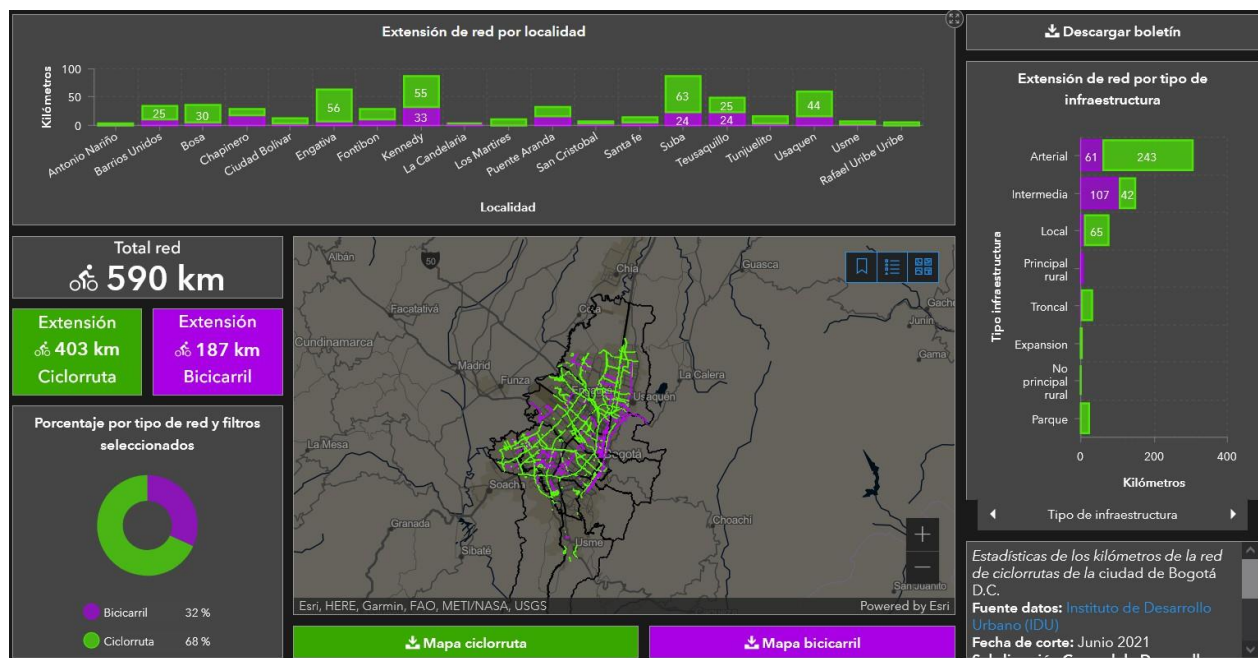 Extensión de red por localidad
Kilómetros
100
50
0
25
30
56
55
33
63
24
25
24
44
Antonio Nariño
Barrios Unidos
Bosa
Chapinero
Ciudad Bolívar
Engativa
Fontibon
Kennedy
La Candelaria
Los Martires
Puente Aranda
San Cristobal
Santa fe
Suba
Teusaquillo
Tunjuelito
Usaquen
Usme
Rafael Uribe Uribe
Localidad
Descargar boletín
Extensión de red por tipo de
infraestructura
Tipo infraestructura
Arterial
61
243
Intermedia
107
42
Local
65
Principal
rural
Troncal
Expansion
No
principal
rural
Parque
0
200
400
Kilómetros
Tipo de infraestructura
Total red
590 km
Extensión
403 km
Ciclorruta
Extensión
187 km
Bicicarril
Porcentaje por tipo de red y filtros
seleccionados
Bicicarril 32 %
Ciclorruta 68 %
Albán
50
Chía
Guasca
Facatativá
Cota
Junín
Cundinamarca
Gama
Madrid
Funza
La Calera
Usaquén
La Mesa
Bogotá
Soacha
Granada
Choachí
Sibaté
Usme
San Juanito
+
−
Esri, HERE, Garmin, FAO, METI/NASA, USGS
Powered by Esri
Mapa ciclorruta
Mapa bicicarril
Estadísticas de los kilómetros de la red
de ciclorrutas de la ciudad de Bogotá
D.C.
Fuente datos: Instituto de Desarrollo
Urbano (IDU)
Fecha de corte: Junio 2021